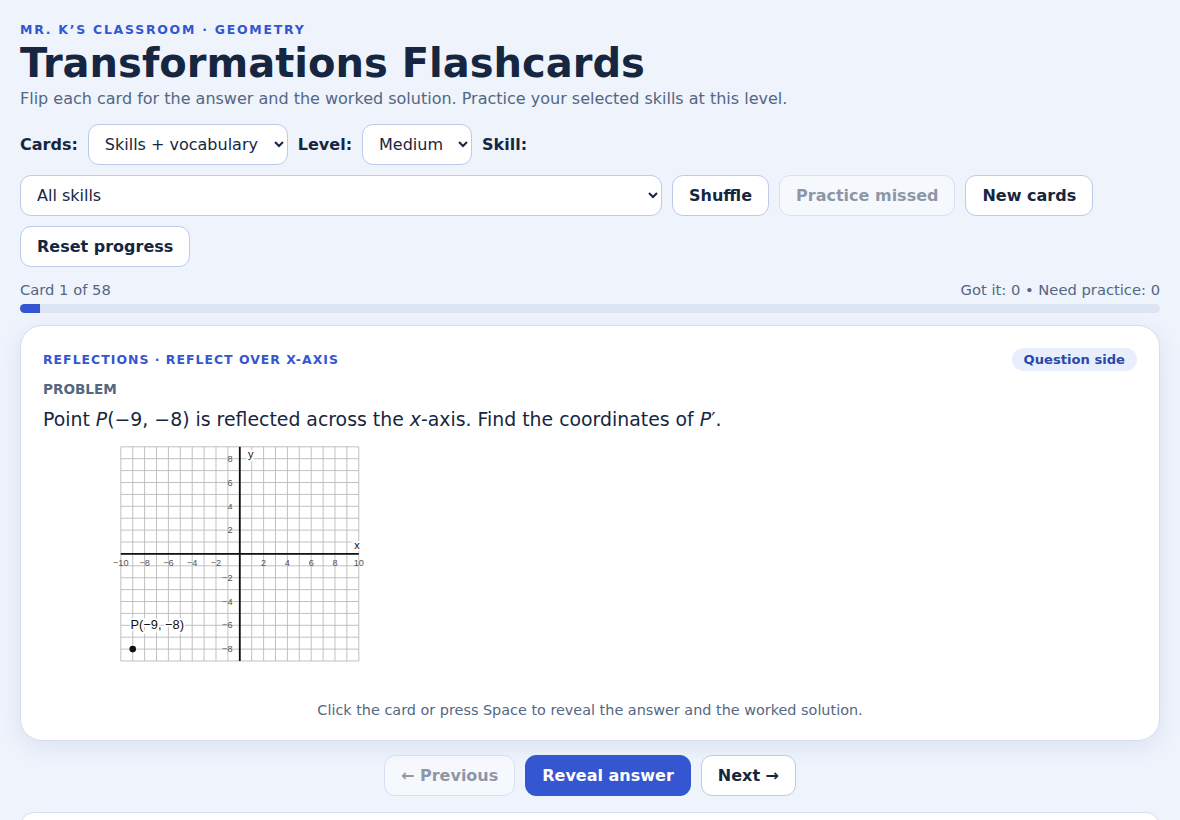 MR. K'S CLASSROOM · GEOMETRY
Transformations Flashcards
Flip each card for the answer and the worked solution. Practice your selected skills at this level.
Cards: Skills + vocabulary Level: Medium Skill:
All skills Shuffle Practice missed New cards
Reset progress
Card 1 of 58 Got it: 0 • Need practice: 0
REFLECTIONS · REFLECT OVER X-AXIS Question side
PROBLEM
Point P(−9, −8) is reflected across the x-axis. Find the coordinates of P′.
y
8
6
4
2
x
−10 −8 −6 −4 −2 2 4 6 8 10
−2
−4
P(−9, −8) −6
−8
Click the card or press Space to reveal the answer and the worked solution.
← Previous Reveal answer Next →